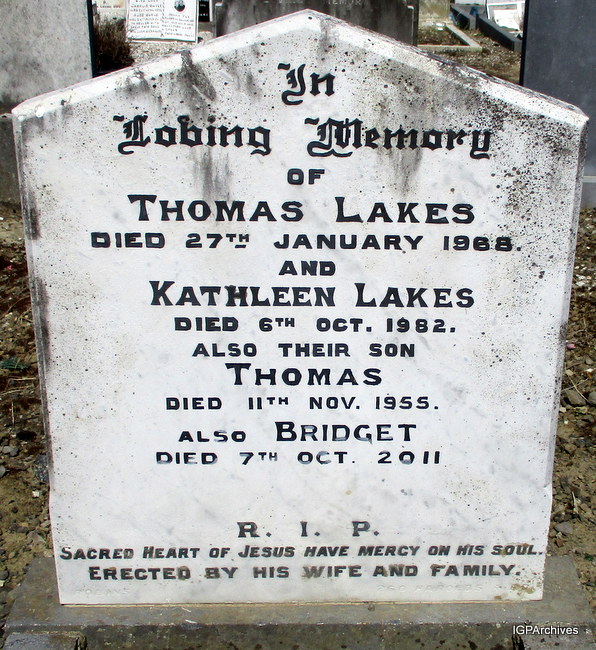 In
Loving Memory
OF
THOMAS LAKES
DIED 27TH JANUARY 1968.
AND
KATHLEEN LAKES
DIED 6TH OCT. 1982.
ALSO THEIR SON
THOMAS
DIED 11TH NOV. 1955.
ALSO BRIDGET
DIED 7TH OCT. 2011
R. I. P.
SACRED HEART OF JESUS HAVE MERCY ON HIS SOUL.
ERECTED BY HIS WIFE AND FAMILY.
IGPArchives